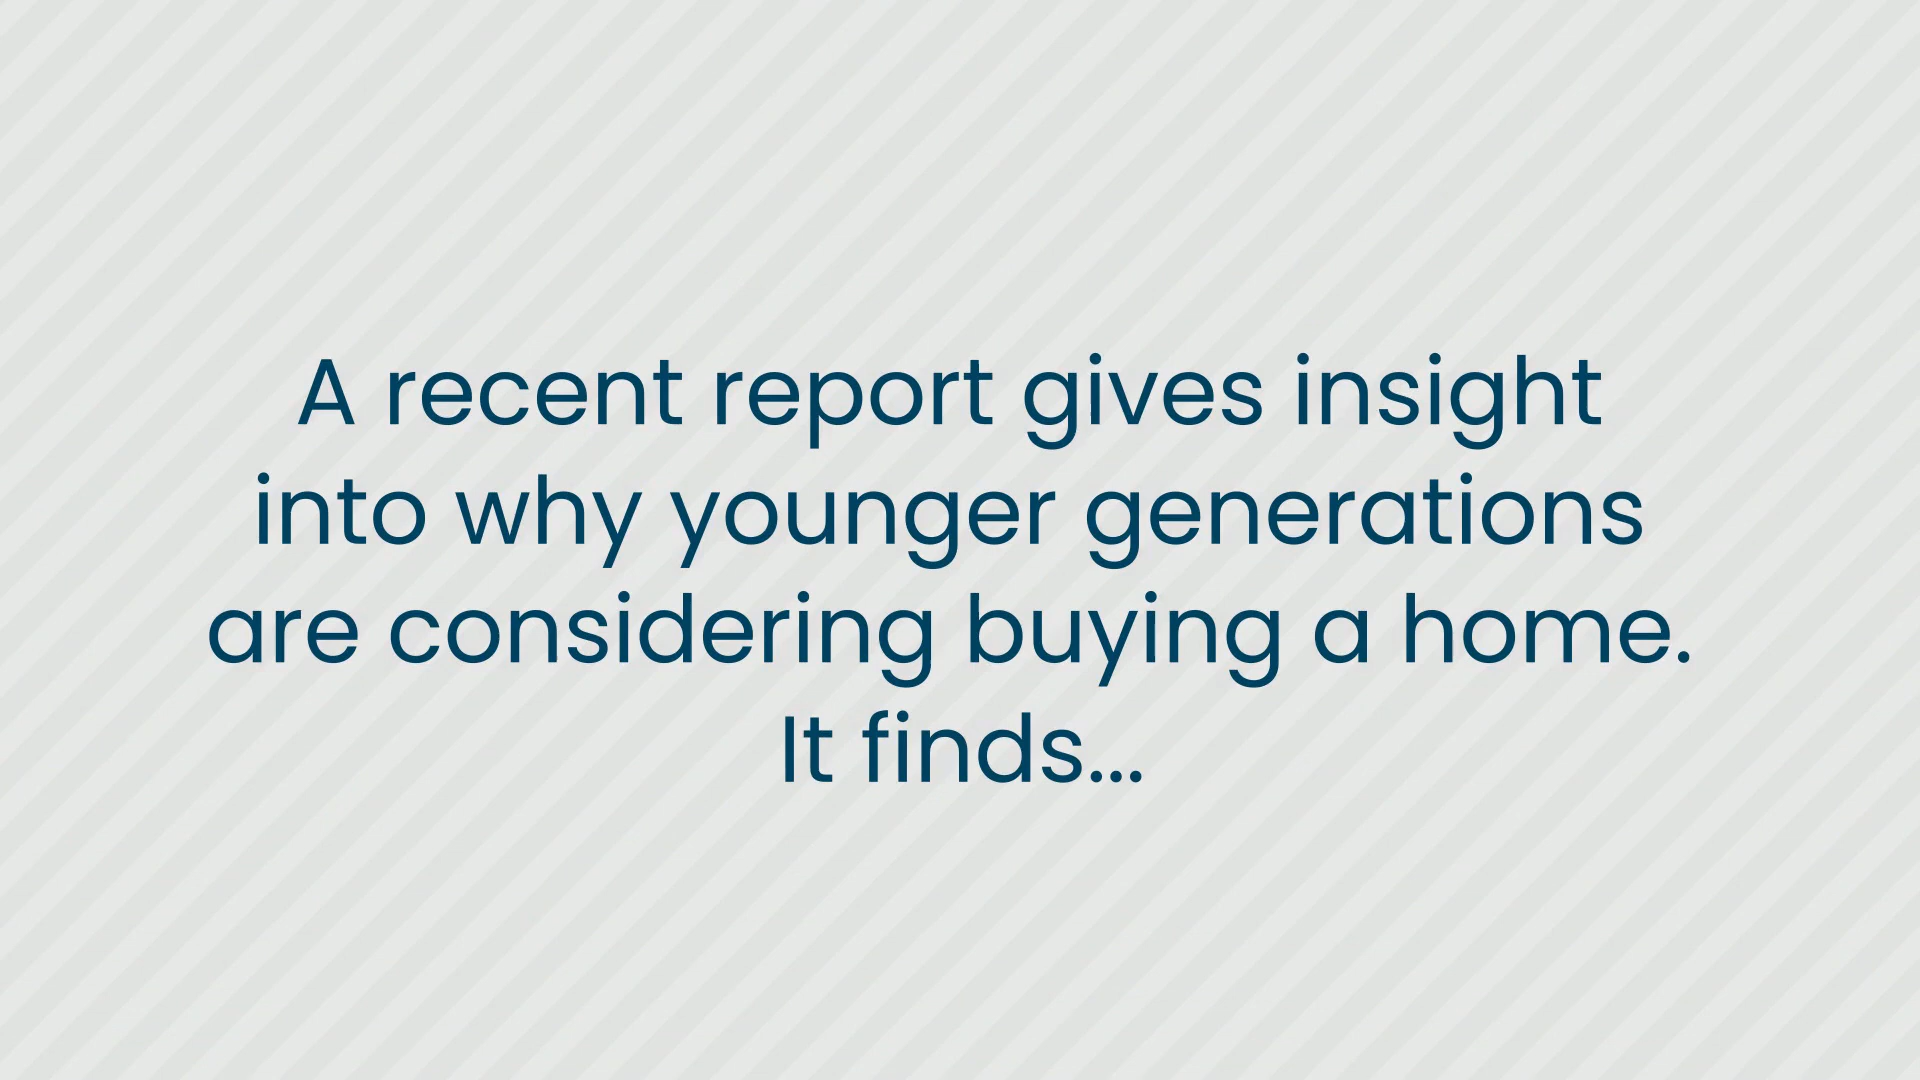 A recent report gives insight
into why younger generations
are considering buying a home.
It finds...